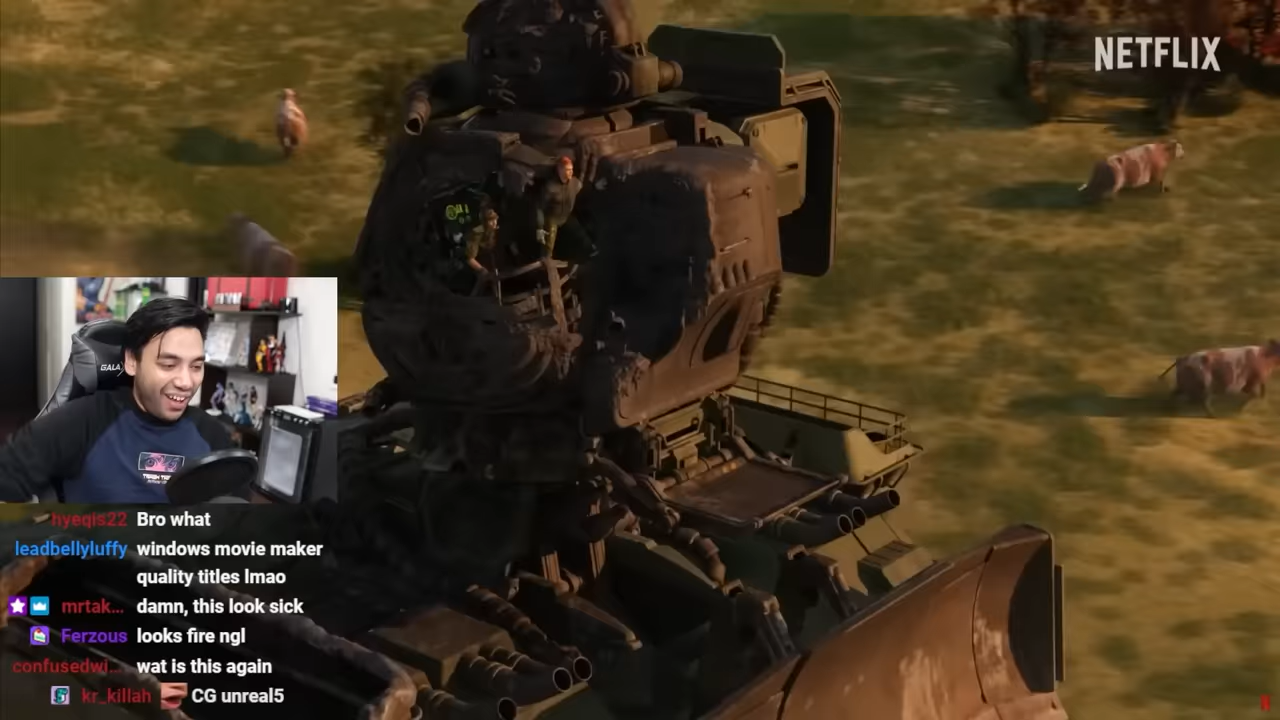 NETFLIX
GALA
hyeqis22 Bro what
leadbellyluffy windows movie maker
quality titles lmao
mrtak... damn, this look sick
Ferzous looks fire ngl
confusedwi... wat is this again
kr_killah CG unreal5